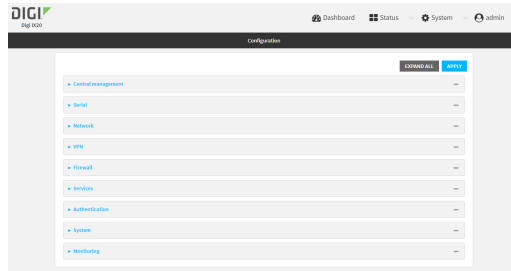 DIGI
Digi IX20
Dashboard Status System admin
Configuration
EXPAND ALL APPLY
Central management
Serial
Network
VPN
Firewall
Services
Authentication
System
Monitoring